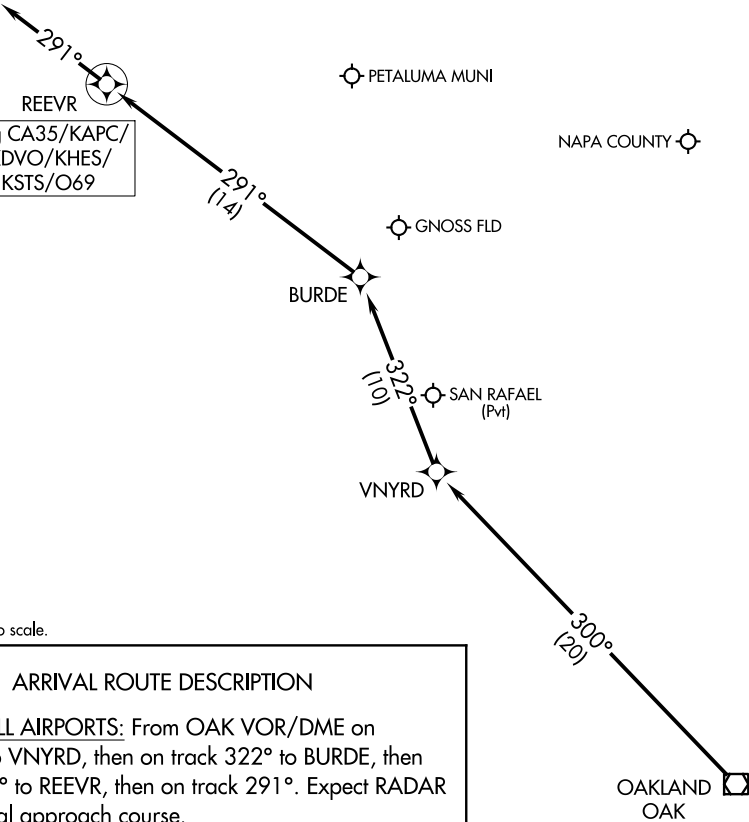 291°
PETALUMA MUNI
REEVR
CA35/KAPC/
DVO/KHES/
KSTS/O69
NAPA COUNTY
291°
(14)
GNOSS FLD
BURDE
322°
(10)
SAN RAFAEL
(Pvt)
VNYRD
300°
(20)
scale.
ARRIVAL ROUTE DESCRIPTION
AIRPORTS: From OAK VOR/DME on
VNYRD, then on track 322° to BURDE, then
° to REEVR, then on track 291°. Expect RADAR
approach course.
OAKLAND
OAK